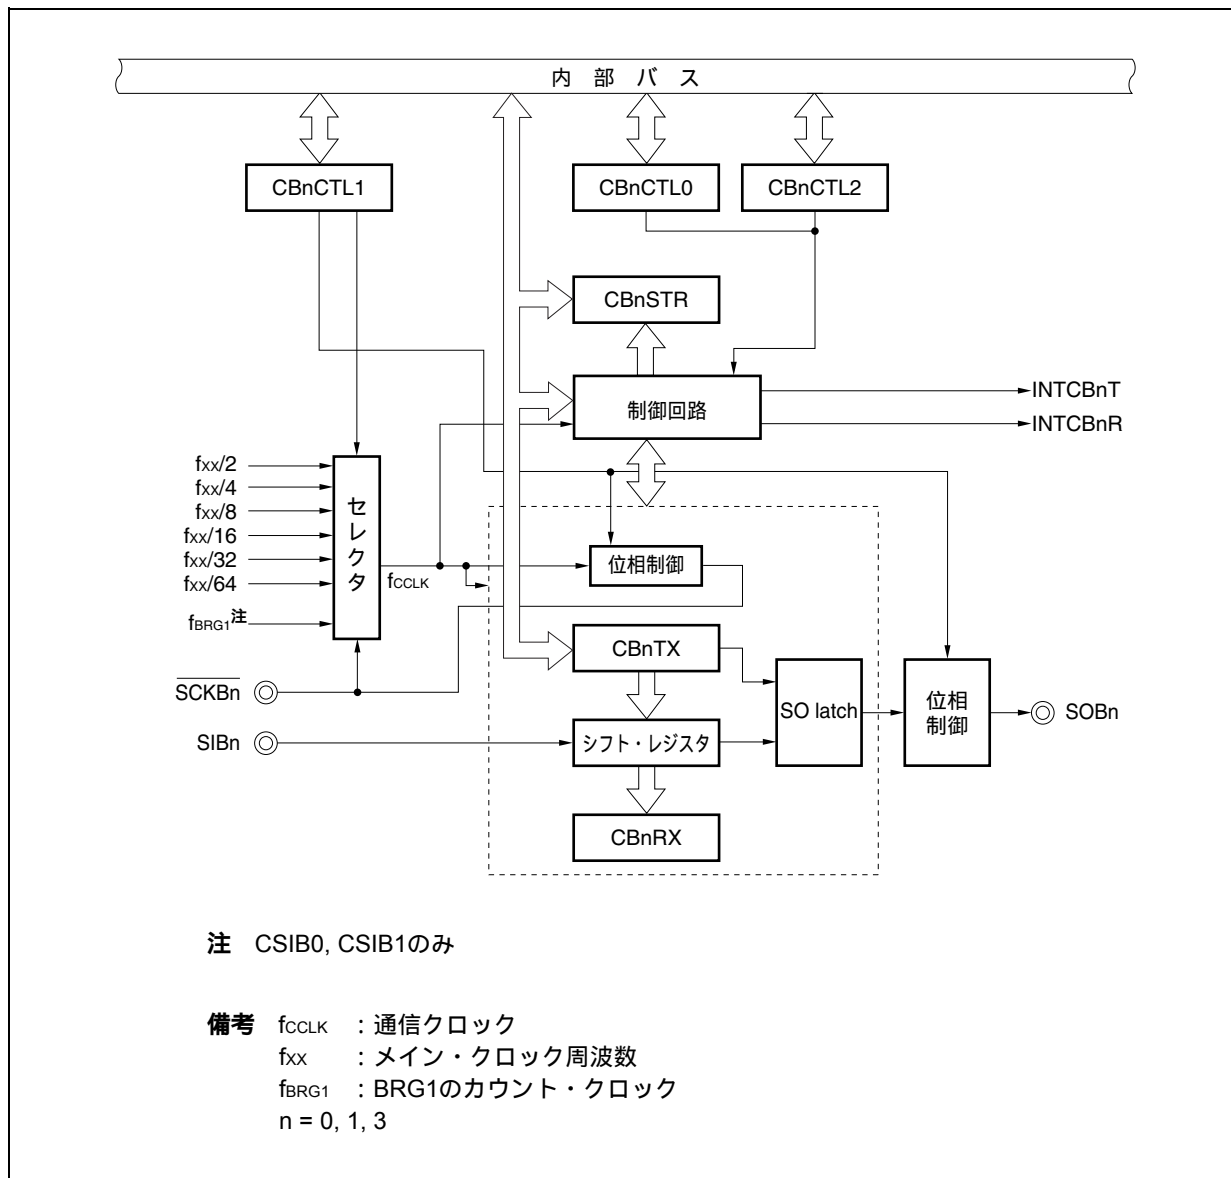 内 部 バ ス
CBnCTL1
CBnCTL0
CBnCTL2
CBnSTR
制御回路
INTCBnT
INTCBnR
fxx/2
fxx/4
fxx/8
fxx/16
fxx/32
fxx/64
fBRG1注
セレクタ
fCCLK
位相制御
CBnTX
SO latch
位相
制御
SCKBn
SOBn
SIBn
シフト・レジスタ
CBnRX
注 CSIB0, CSIB1のみ
備考 fCCLK ：通信クロック
fxx ：メイン・クロック周波数
fBRG1 ：BRG1のカウント・クロック
n = 0, 1, 3